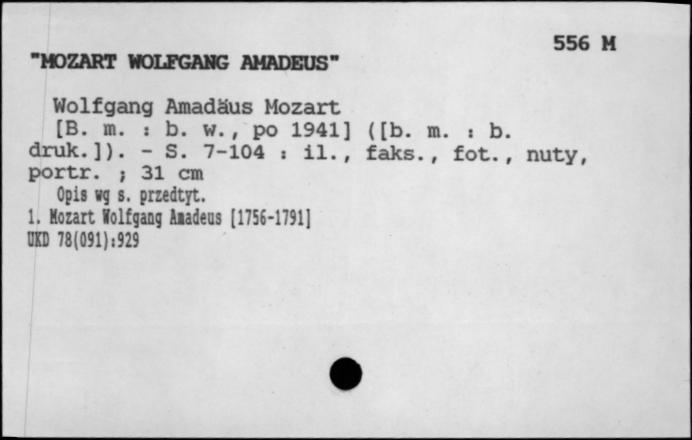 556 M
"MOZART WOLFGANG AMADEUS"
Wolfgang Amadäus Mozart
[B. m. : b. w., po 1941] ([b. m. : b.
druk.]). - S. 7-104 : il., faks., fot., nuty,
portr. ; 31 cm
Opis wg s. przedtyt.
1. Mozart Wolfgang Amadeus [1756-1791]
UKD 78(091):929